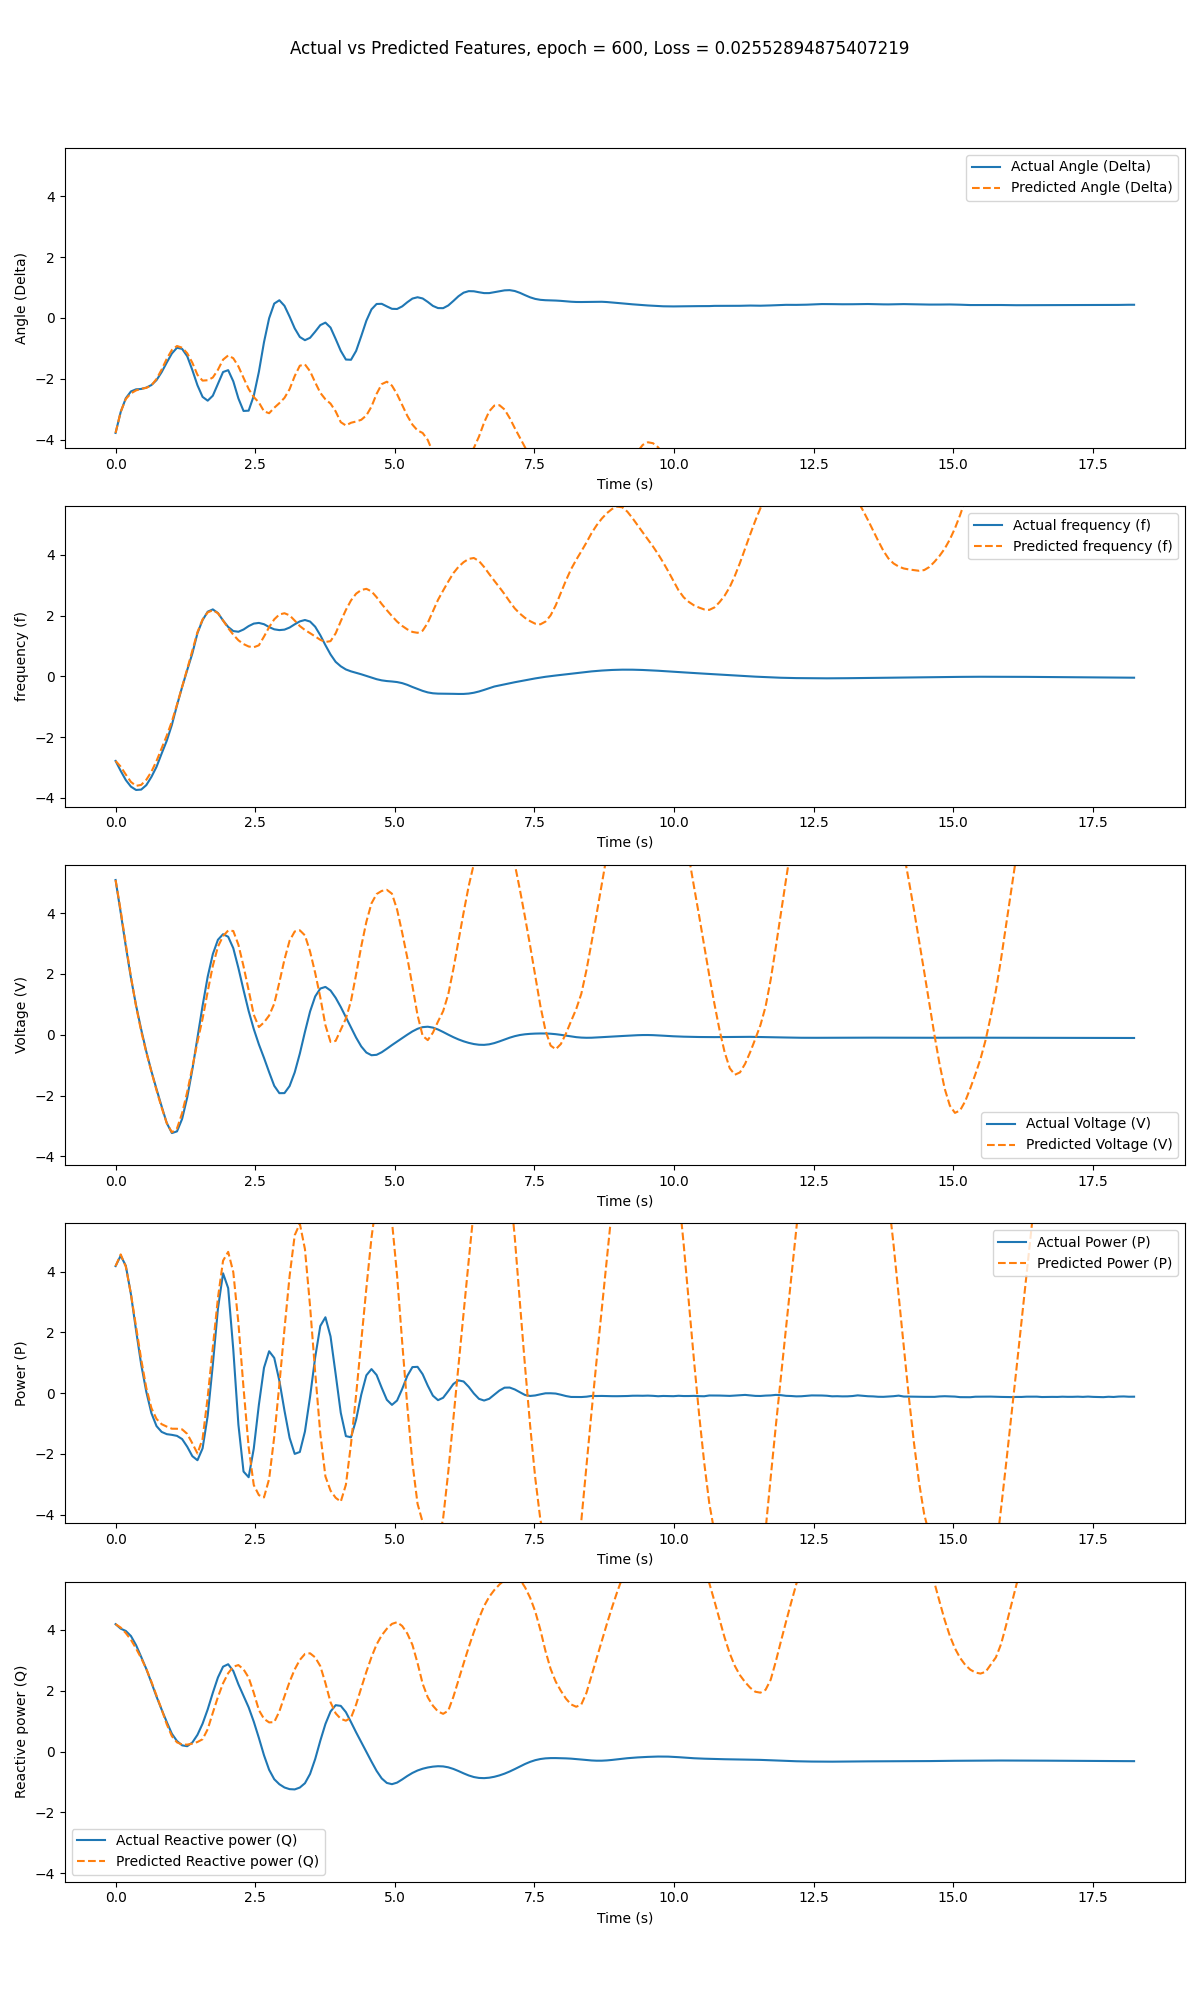 Actual vs Predicted Features, epoch = 600, Loss = 0.02552894875407219
Actual Angle (Delta)
Predicted Angle (Delta)
Angle (Delta)
4
2
0
−2
−4
0.0 2.5 5.0 7.5 10.0 12.5 15.0 17.5
Time (s)
Actual frequency (f)
Predicted frequency (f)
frequency (f)
4
2
0
−2
−4
0.0 2.5 5.0 7.5 10.0 12.5 15.0 17.5
Time (s)
Voltage (V)
4
2
0
−2
−4
Actual Voltage (V)
Predicted Voltage (V)
0.0 2.5 5.0 7.5 10.0 12.5 15.0 17.5
Time (s)
Actual Power (P)
Predicted Power (P)
Power (P)
4
2
0
−2
−4
0.0 2.5 5.0 7.5 10.0 12.5 15.0 17.5
Time (s)
Reactive power (Q)
4
2
0
−2
−4
Actual Reactive power (Q)
Predicted Reactive power (Q)
0.0 2.5 5.0 7.5 10.0 12.5 15.0 17.5
Time (s)